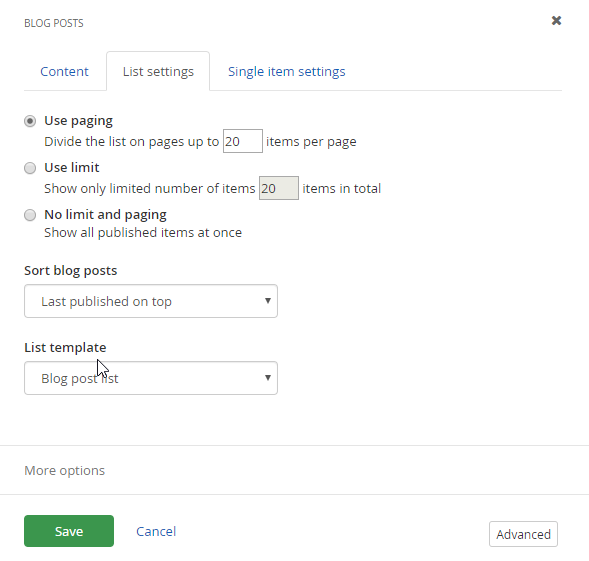 BLOG POSTS
Content List settings Single item settings
Use paging
Divide the list on pages up to 20 items per page
Use limit
Show only limited number of items 20 items in total
No limit and paging
Show all published items at once
Sort blog posts
Last published on top
List template
Blog post list
More options
Save Cancel Advanced